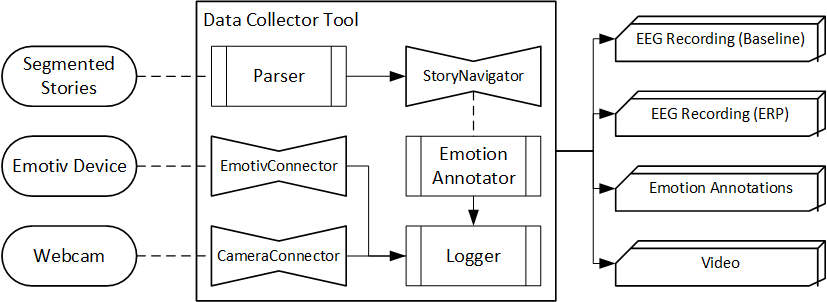 Data Collector Tool
Segmented
Stories
Parser
StoryNavigator
Emotiv Device
EmotivConnector
Emotion
Annotator
Webcam
CameraConnector
Logger
EEG Recording (Baseline)
EEG Recording (ERP)
Emotion Annotations
Video